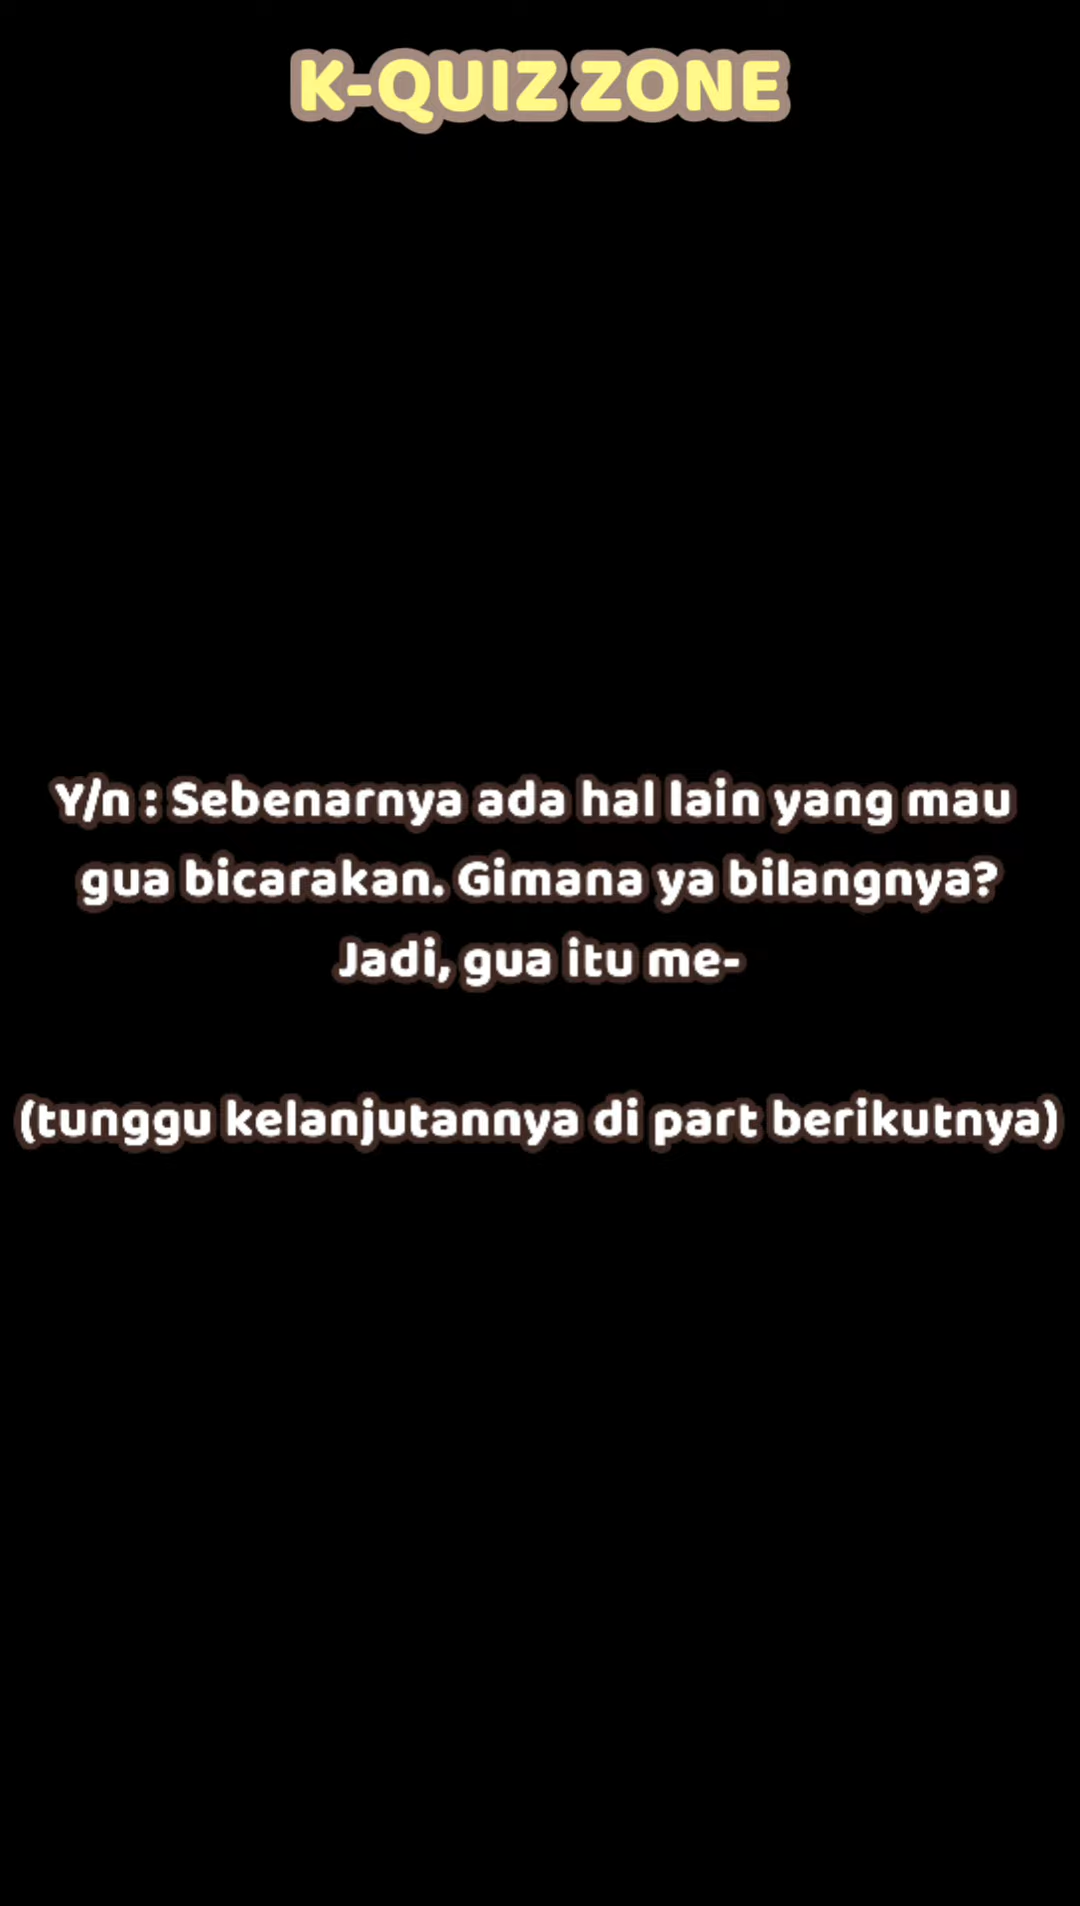 K-QUIZ ZONE
Y/n : Sebenarnya ada hal lain yang mau
gua bicarakan. Gimana ya bilangnya?
Jadi, gua itu me-
(tunggu kelanjutannya di part berikutnya)